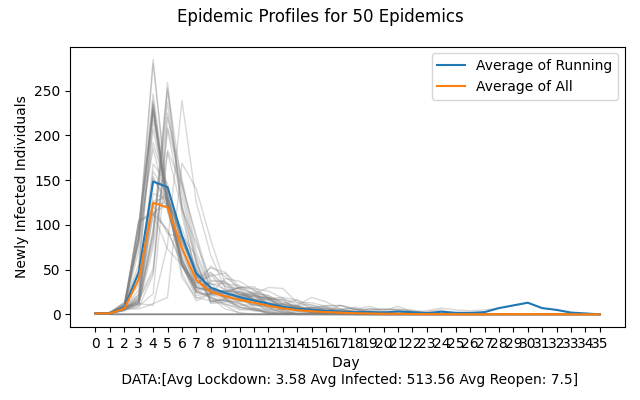 Epidemic Profiles for 50 Epidemics
Newly Infected Individuals
250
200
150
100
50
0
Average of Running
Average of All
0 1 2 3 4 5 6 7 8 9 10 11 12 13 14 15 16 17 18 19 20 21 22 23 24 25 26 27 28 29 30 31 32 33 34 35
Day
DATA:[Avg Lockdown: 3.58 Avg Infected: 513.56 Avg Reopen: 7.5]